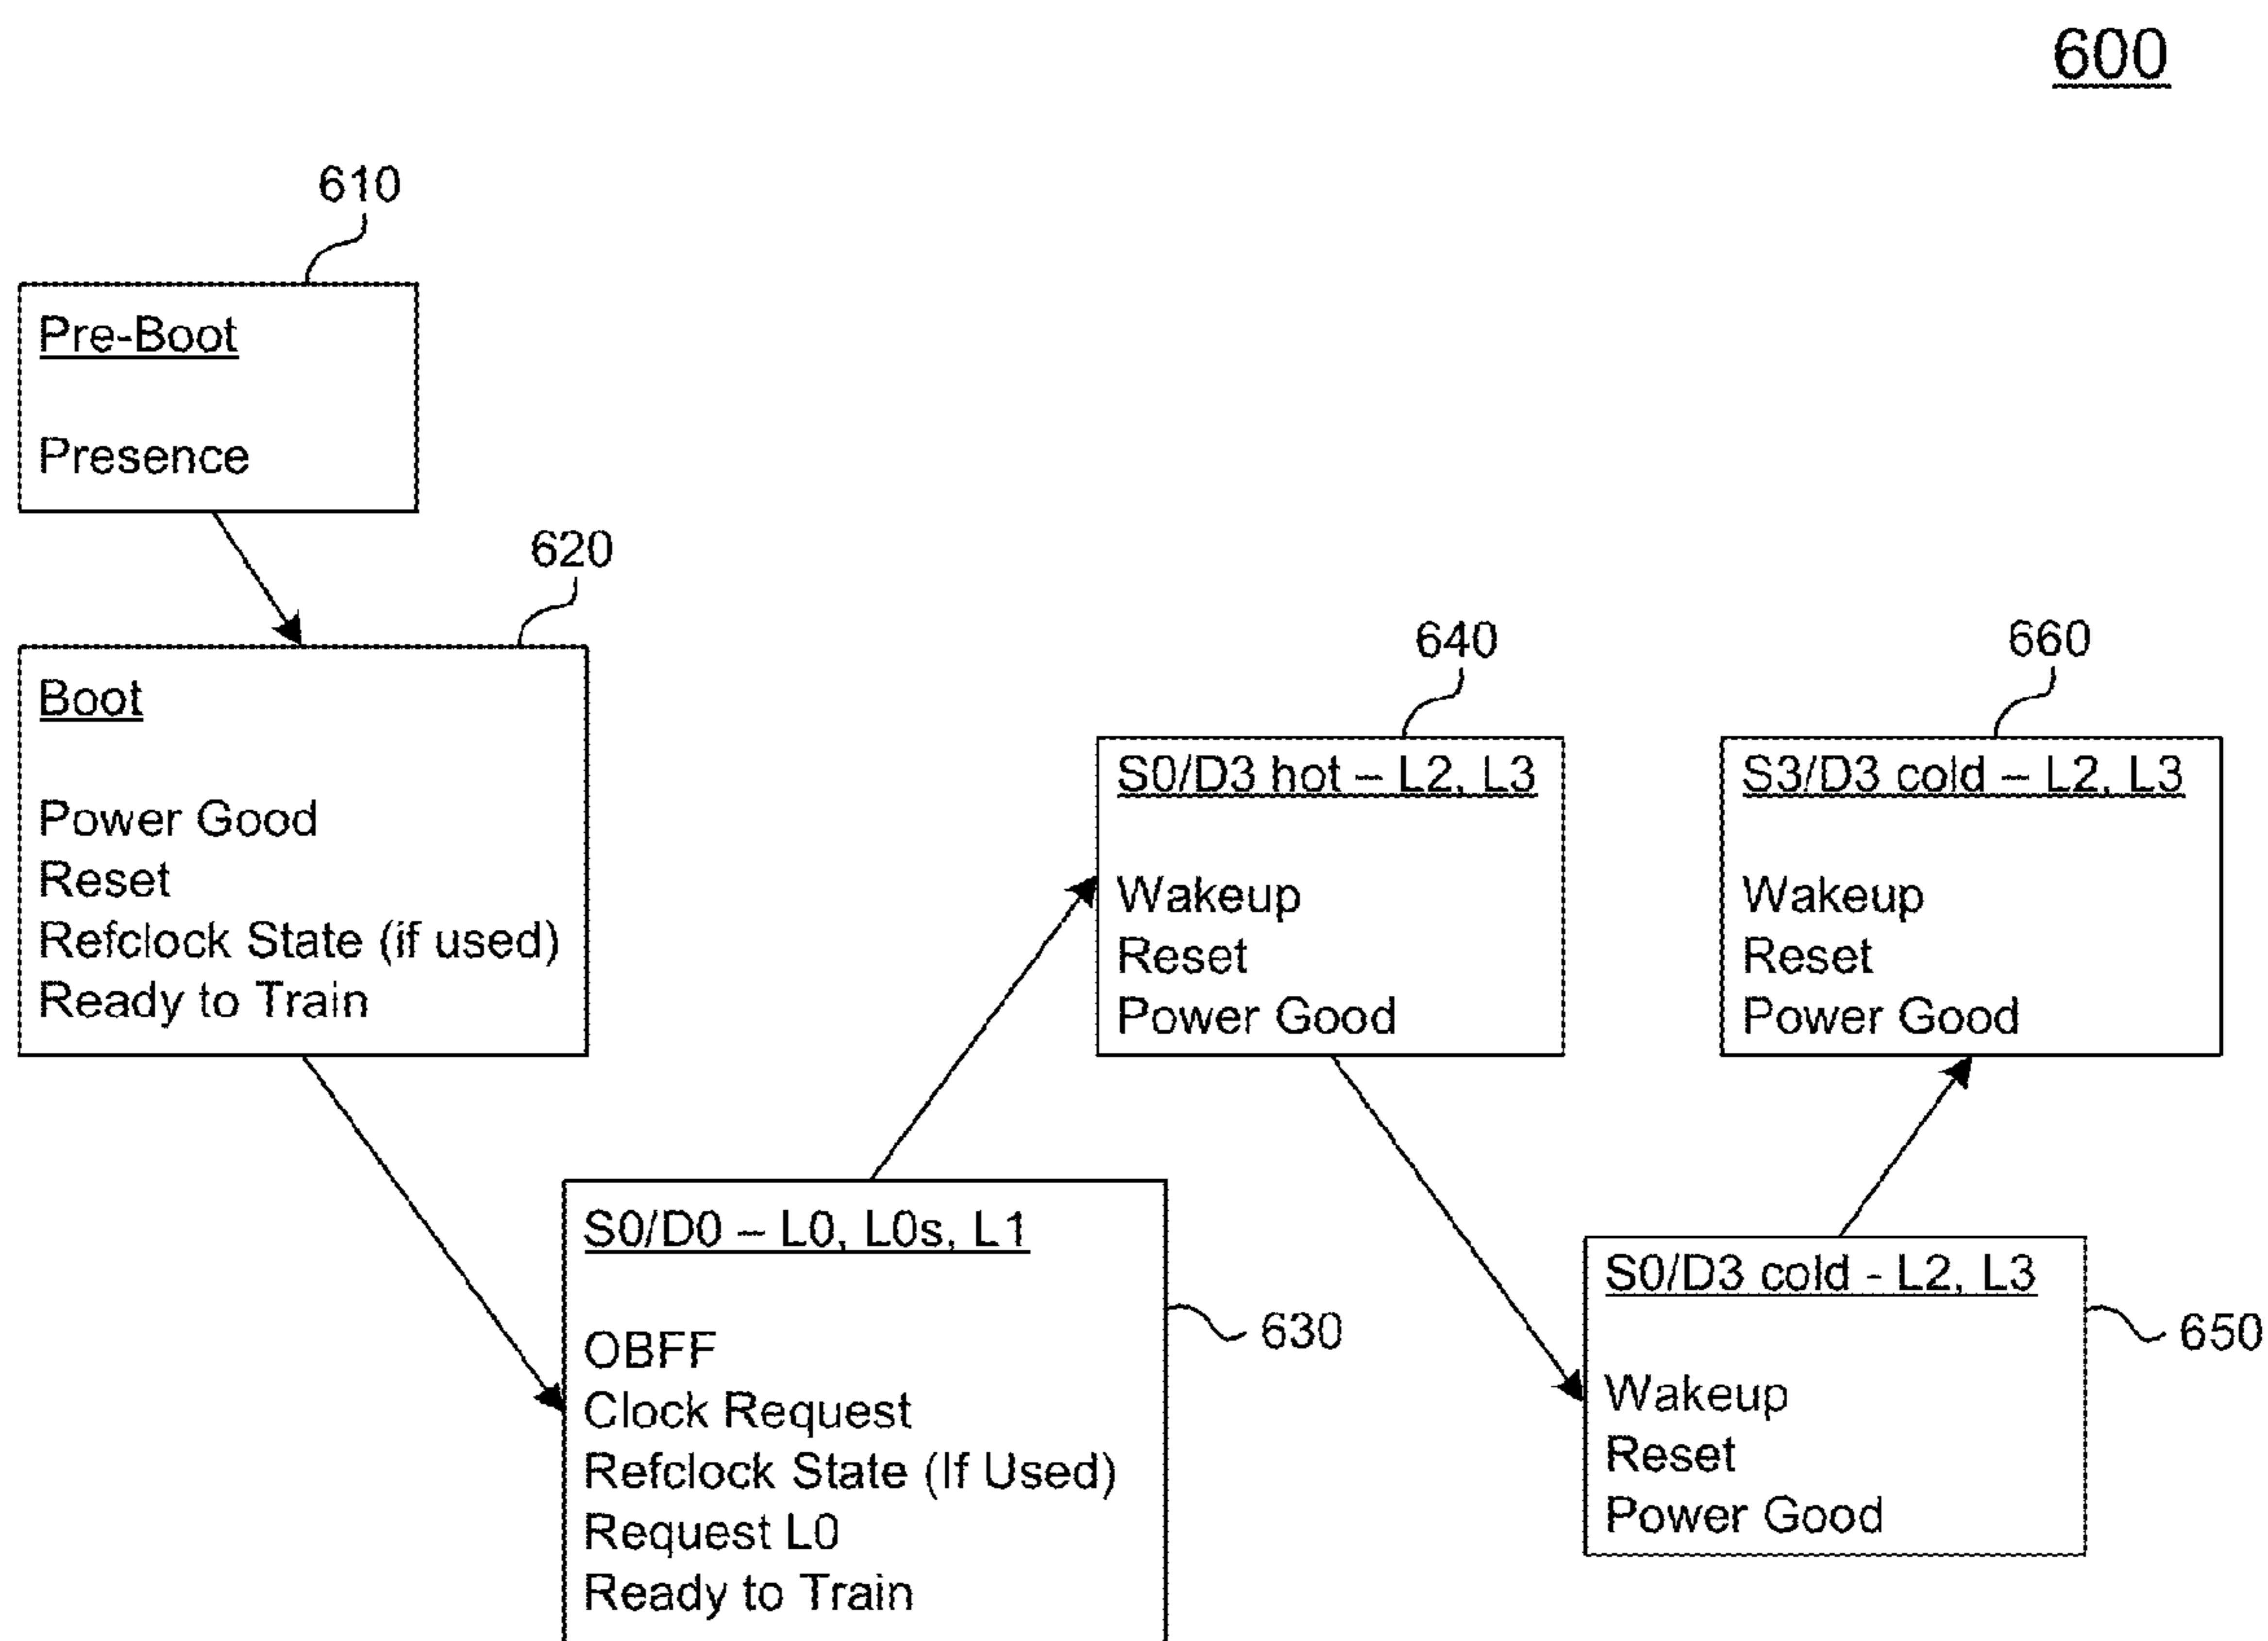 600
610
Pre-Boot
Presence
620
Boot
Power Good
Reset
Refclock State (if used)
Ready to Train
630
S0/D0 – L0, L0s, L1
OBFF
Clock Request
Refclock State (If Used)
Request L0
Ready to Train
640
S0/D3 hot – L2, L3
Wakeup
Reset
Power Good
650
S0/D3 cold - L2, L3
Wakeup
Reset
Power Good
660
S3/D3 cold – L2, L3
Wakeup
Reset
Power Good